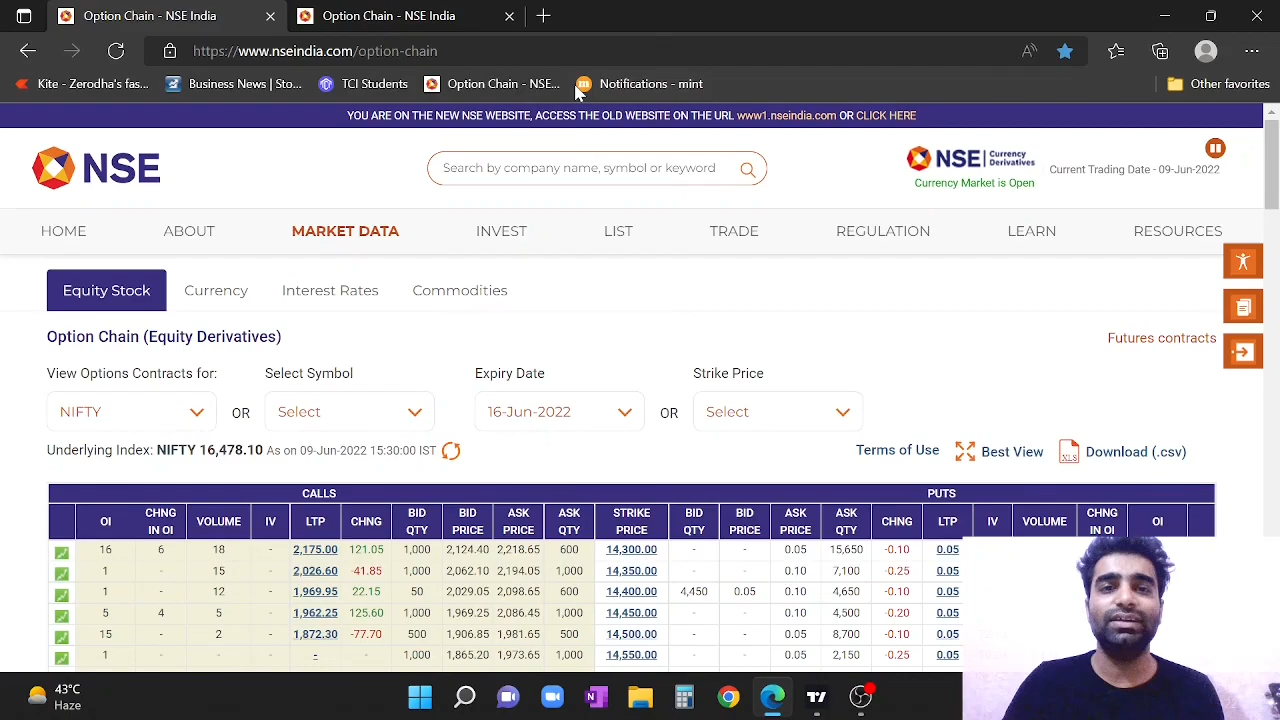 Option Chain - NSE India
Option Chain - NSE India
https://www.nseindia.com/option-chain
Kite - Zerodha's fas... Business News | Sto... TCI Students Option Chain - NSE... Notifications - mint Other favorites
YOU ARE ON THE NEW NSE WEBSITE, ACCESS THE OLD WEBSITE ON THE URL www1.nseindia.com OR CLICK HERE
NSE
Search by company name, symbol or keyword
NSE Currency Derivatives
Currency Market is Open
Current Trading Date - 09-Jun-2022
HOME ABOUT MARKET DATA INVEST LIST TRADE REGULATION LEARN RESOURCES
Equity Stock Currency Interest Rates Commodities
Option Chain (Equity Derivatives)
Futures contracts
View Options Contracts for: Select Symbol Expiry Date Strike Price
NIFTY OR Select 16-Jun-2022 OR Select
Underlying Index: NIFTY 16,478.10 As on 09-Jun-2022 15:30:00 IST
Terms of Use Best View XLS Download (.csv)
CALLS PUTS
OI CHNG IN OI VOLUME IV LTP CHNG BID QTY BID PRICE ASK PRICE ASK QTY STRIKE PRICE BID QTY BID PRICE ASK PRICE ASK QTY CHNG LTP IV VOLUME CHNG IN OI OI
16 6 18 - 2,175.00 121.05 1,000 2,124.40 2,218.65 600 14,300.00 - - 0.05 15,650 -0.10 0.05
1 - 15 - 2,026.60 -41.85 1,000 2,062.10 2,194.05 1,000 14,350.00 - - 0.10 7,100 -0.25 0.05
1 - 12 - 1,969.95 22.15 50 2,029.05 2,098.65 1,000 14,400.00 4,450 0.05 0.10 4,650 -0.10 0.05
5 4 5 - 1,962.25 125.60 1,000 1,969.25 2,086.45 1,000 14,450.00 - - 0.10 4,500 -0.20 0.05
15 - 2 - 1,872.30 -77.70 500 1,906.85 1,981.65 500 14,500.00 - - 0.05 8,700 -0.10 0.05
1 - - - - - 1,000 1,865.20 1,973.65 1,000 14,550.00 - - 0.05 2,150 -0.25 0.05
43°C
Haze